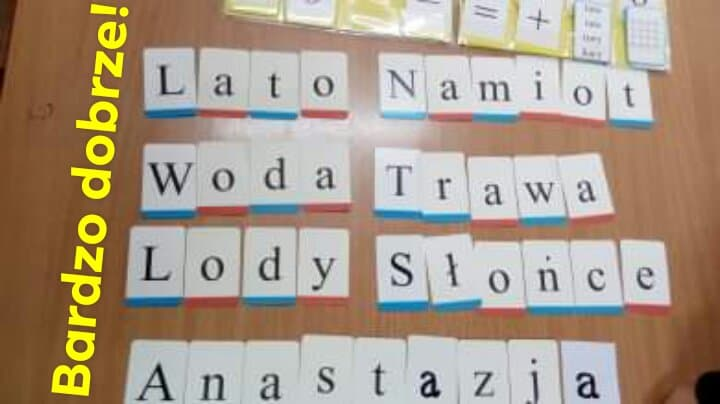 Bardzo dobrze!
= +
Lato Namiot
Woda Trawa
Lody Słońce
Anastazja